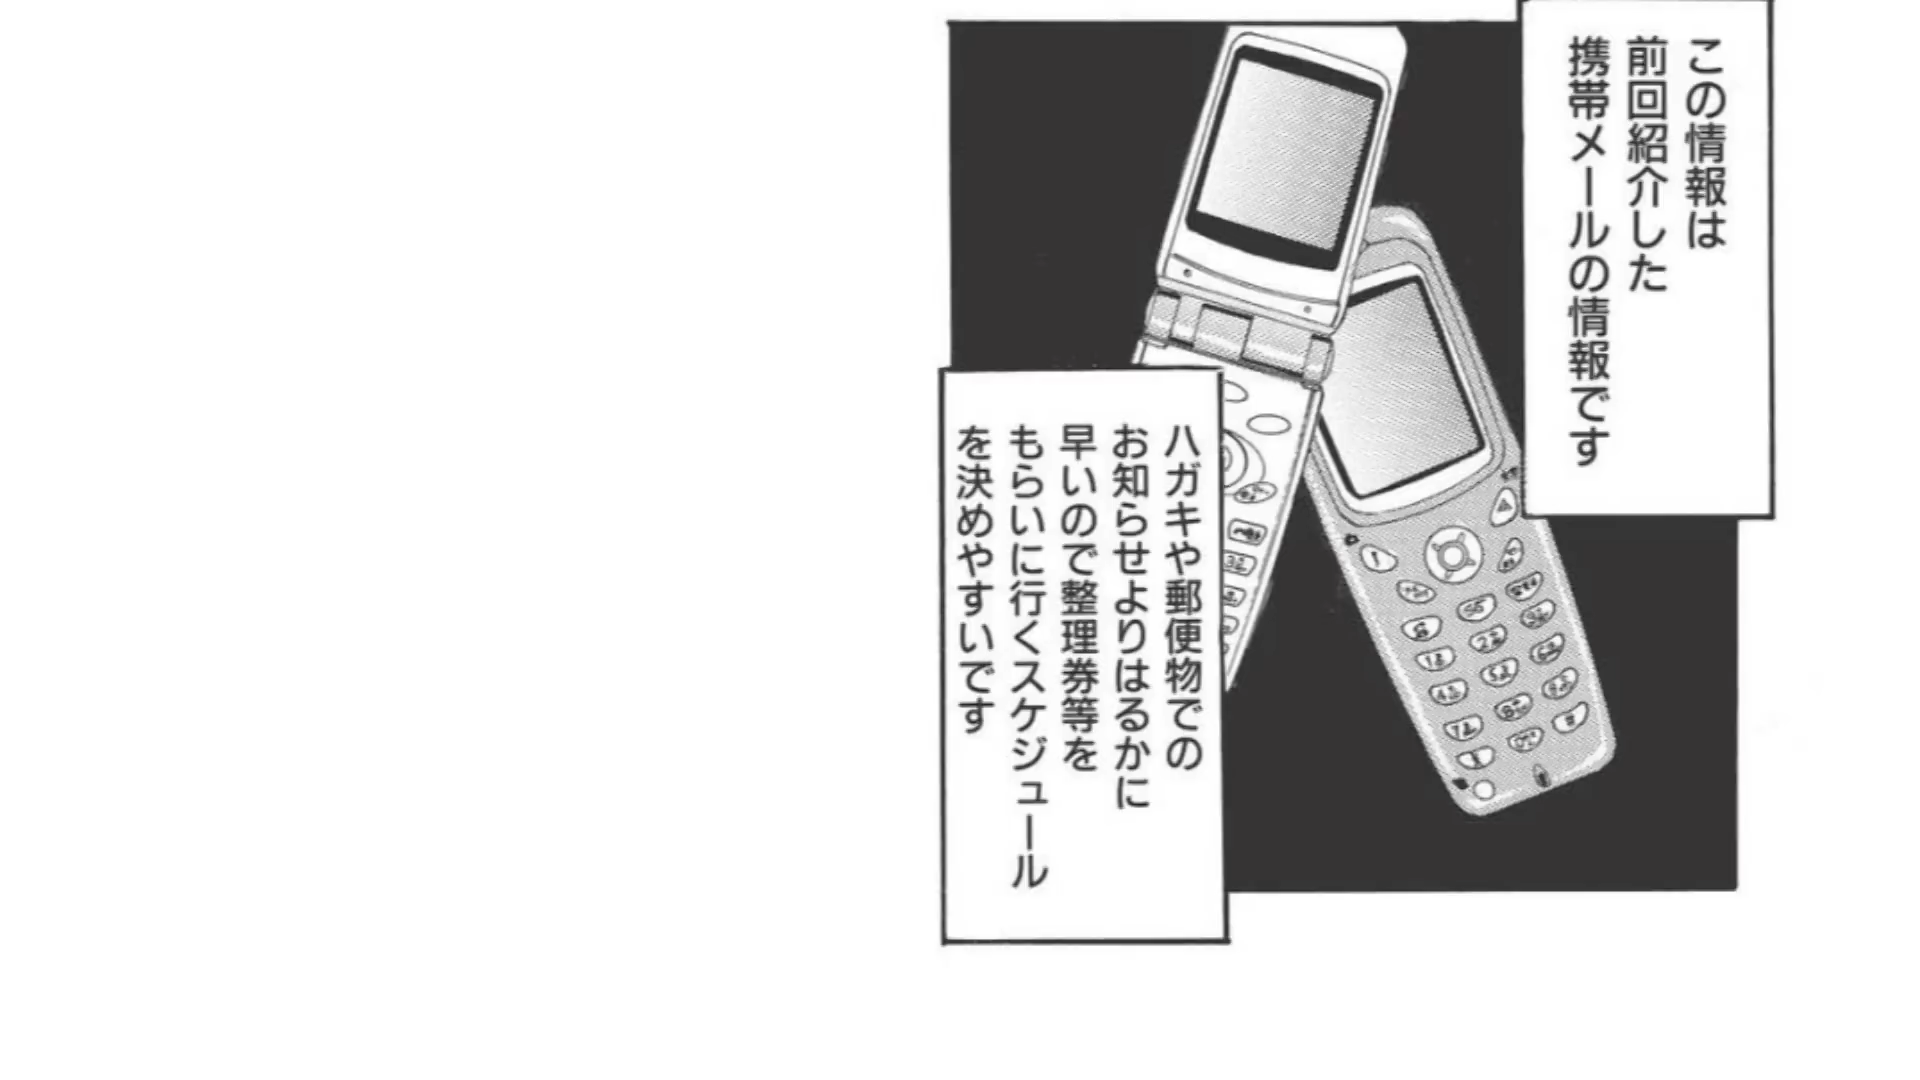 この情報は
前回紹介した
携帯メールの情報です
ハガキや郵便物での
お知らせよりはるかに
早いので整理券等を
もらいに行くスケジュール
を決めやすいです